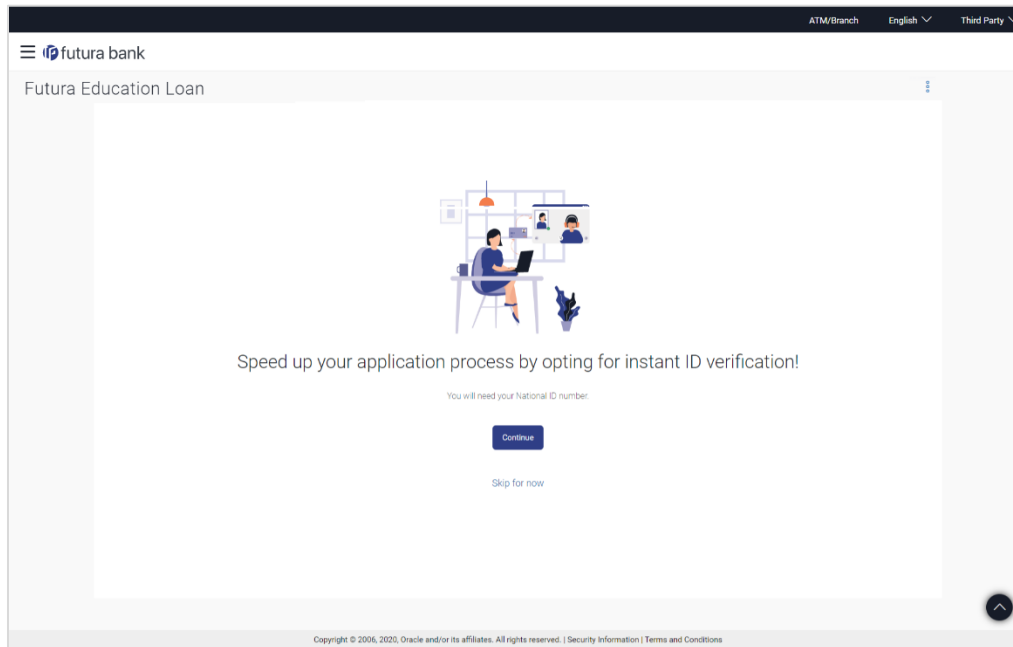 ATM/Branch English Third Party
futura bank
Futura Education Loan
Speed up your application process by opting for instant ID verification!
You will need your National ID number.
Continue
Skip for now
Copyright © 2006, 2020, Oracle and/or its affiliates. All rights reserved. | Security Information | Terms and Conditions